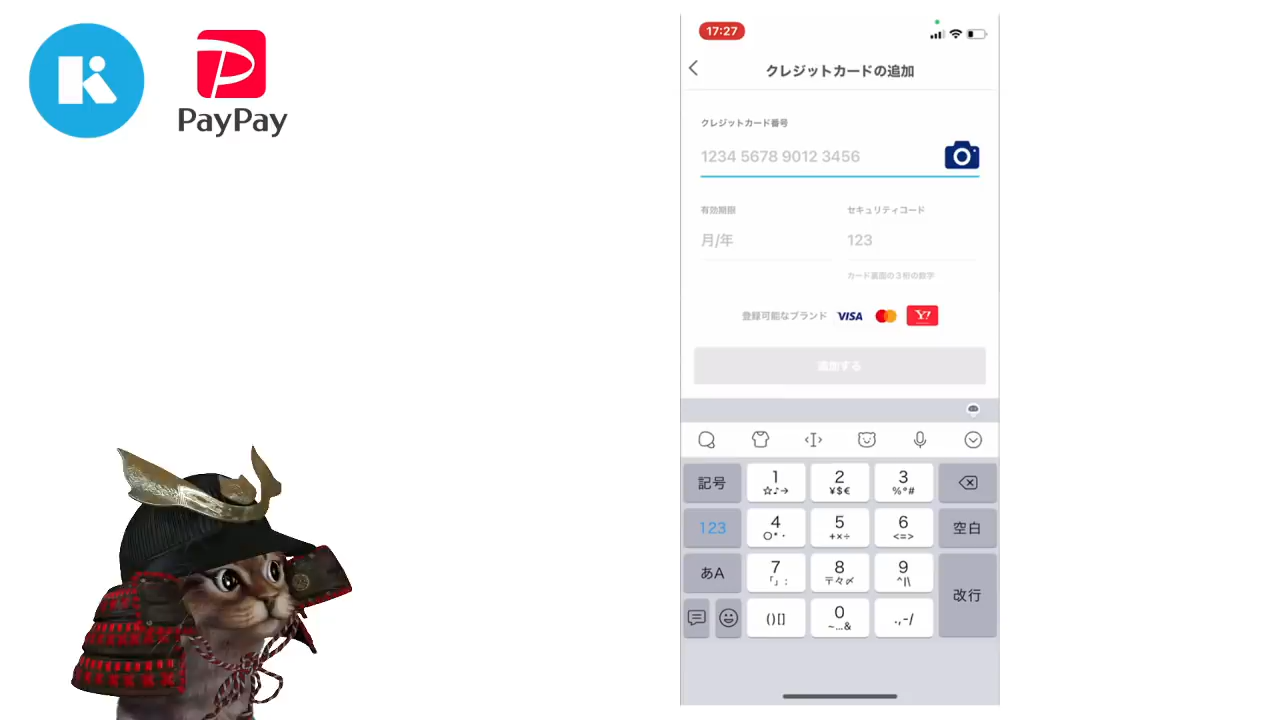 PayPay
17:27
クレジットカードの追加
クレジットカード番号
1234 5678 9012 3456
有効期限
セキュリティコード
月/年
123
カード裏面の3桁の数字
登録可能なブランド VISA Y!
追加する
記号 1 2 3
☆♪→ ¥$€ %°#
123 4 5 6 空白
○*・ +×÷ <=>
あA 7 8 9
「」: 〒々〆 ^|\
改行
()[] 0 .,-/
~…&